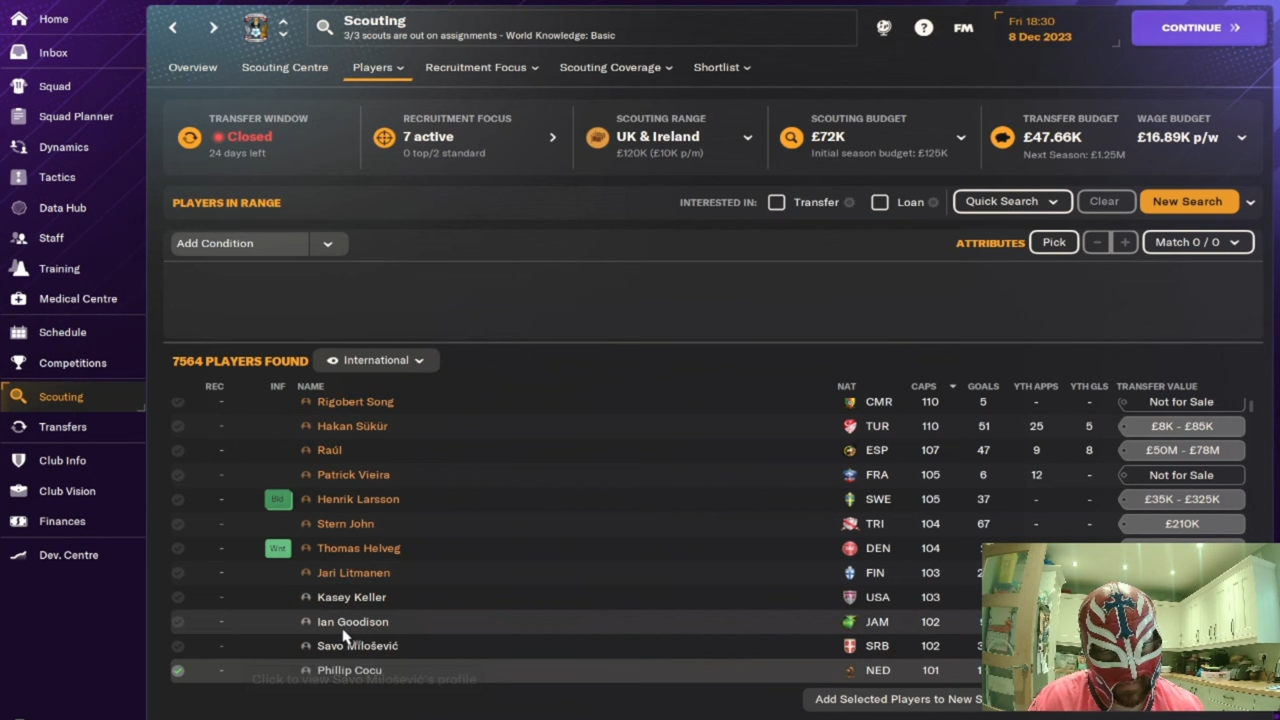 Home
Inbox
Squad
Squad Planner
Dynamics
Tactics
Data Hub
Staff
Training
Medical Centre
Schedule
Competitions
Scouting
Transfers
Club Info
Club Vision
Finances
Dev. Centre
Scouting
3/3 scouts are out on assignments - World Knowledge: Basic
? FM
Fri 18:30
8 Dec 2023
CONTINUE
Overview Scouting Centre Players Recruitment Focus Scouting Coverage Shortlist
TRANSFER WINDOW
Closed
24 days left
RECRUITMENT FOCUS
7 active
0 top/2 standard
SCOUTING RANGE
UK & Ireland
£120K (£10K p/m)
SCOUTING BUDGET
£72K
Initial season budget: £125K
TRANSFER BUDGET
£47.66K
Next Season: £1.25M
WAGE BUDGET
£16.89K p/w
PLAYERS IN RANGE INTERESTED IN: Transfer Loan Quick Search Clear New Search
Add Condition ATTRIBUTES Pick - + Match 0 / 0
7564 PLAYERS FOUND International
REC INF NAME NAT CAPS GOALS YTH APPS YTH GLS TRANSFER VALUE
- Rigobert Song CMR 110 5 - - Not for Sale
- Hakan Sükür TUR 110 51 25 5 £8K - £85K
- Raúl ESP 107 47 9 8 £50M - £78M
- Patrick Vieira FRA 105 6 12 - Not for Sale
- Bid Henrik Larsson SWE 105 37 - - £35K - £325K
- Stern John TRI 104 67 - - £210K
- Wnt Thomas Helveg DEN 104
- Jari Litmanen FIN 103
- Kasey Keller USA 103
- Ian Goodison JAM 102
- Savo Milošević SRB 102
- Phillip Cocu NED 101
Click to view Savo Milošević's profile
Add Selected Players to New S